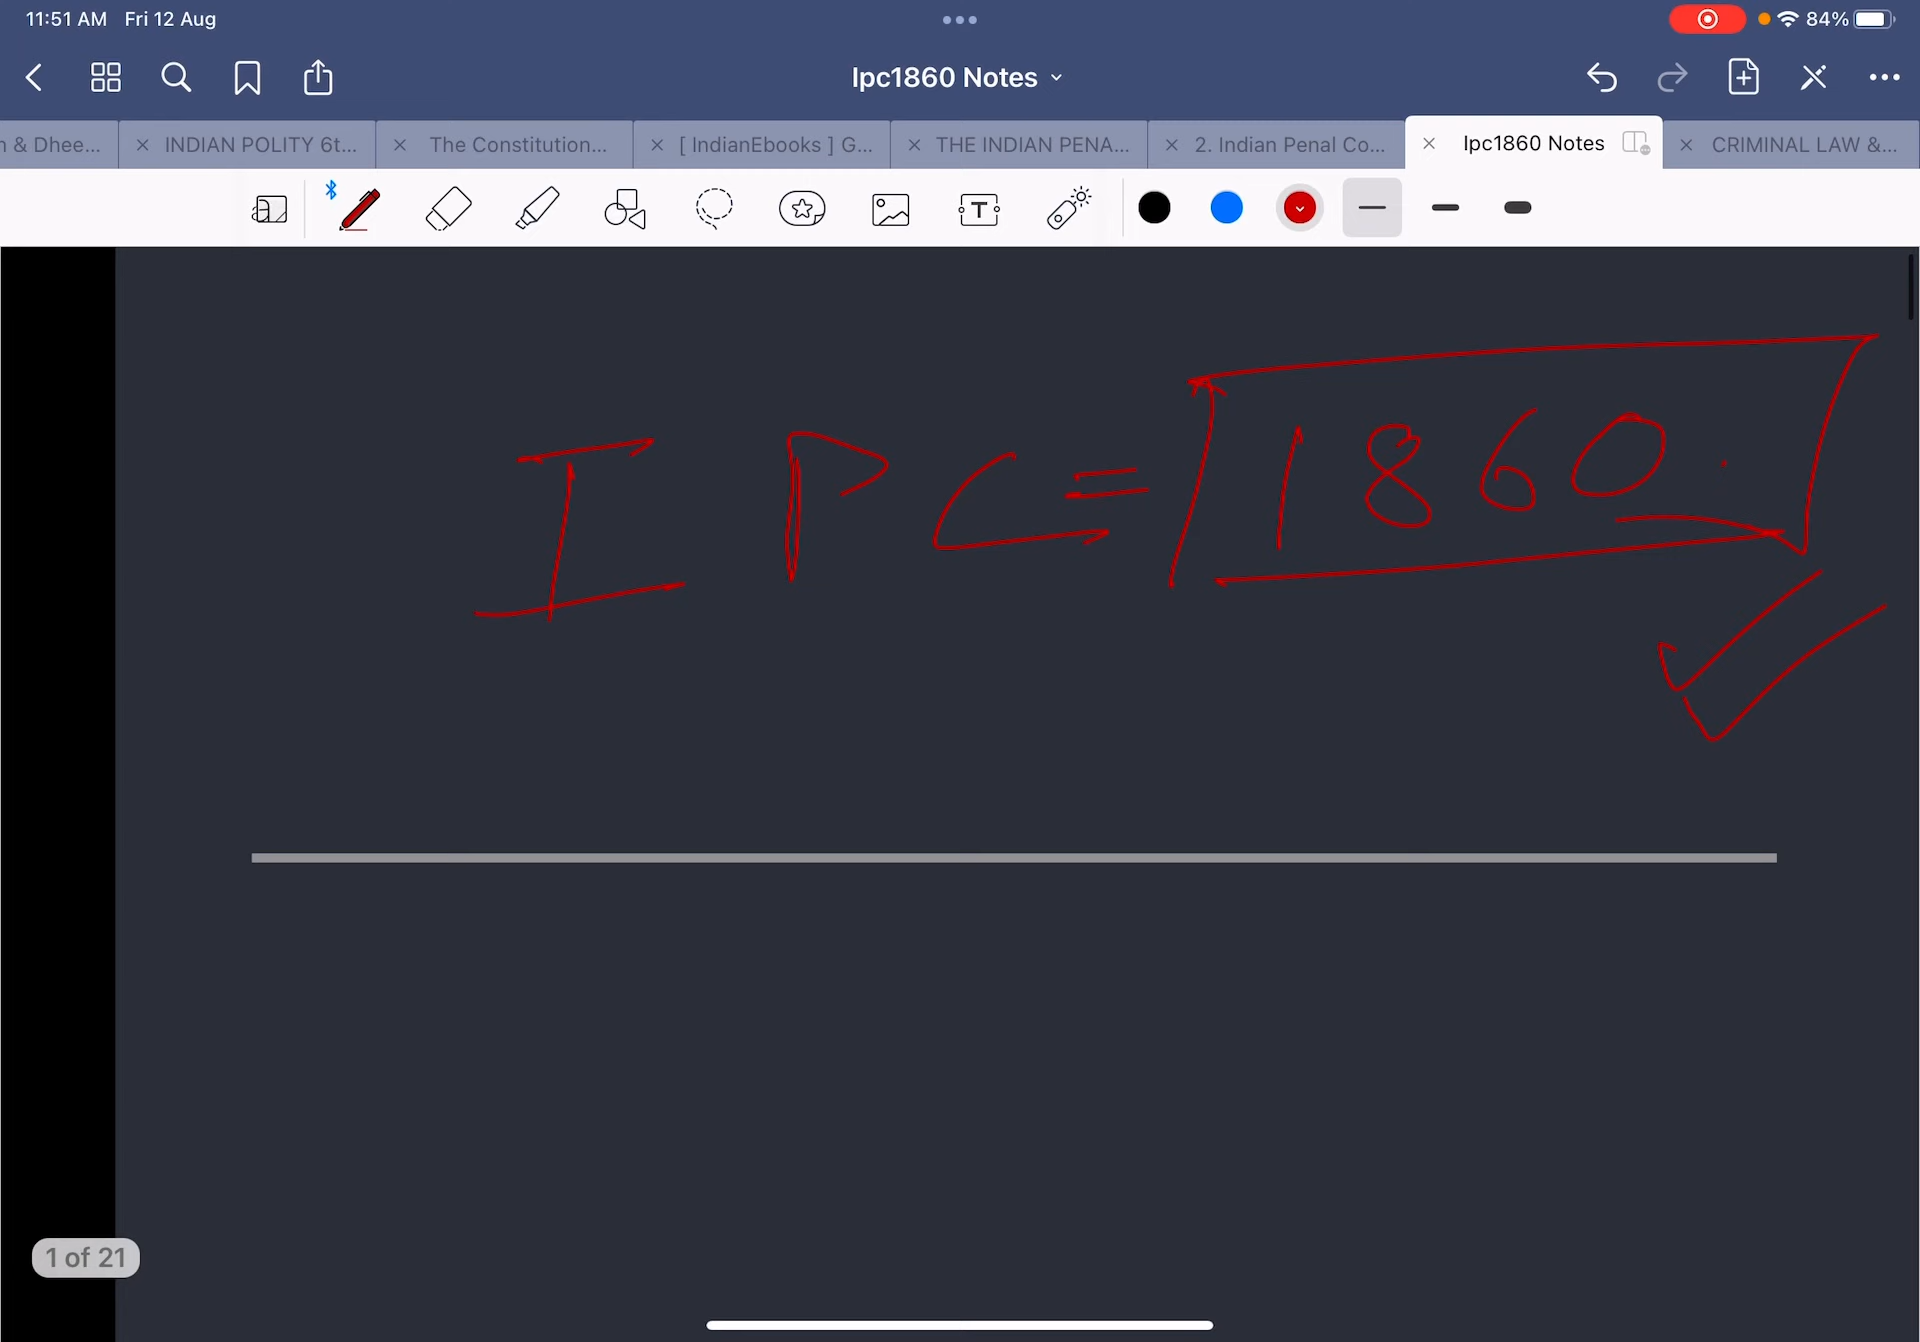 11:51 AM Fri 12 Aug
84%
Ipc1860 Notes
n & Dhee...
INDIAN POLITY 6t...
The Constitution...
[ IndianEbooks ] G...
THE INDIAN PENA...
2. Indian Penal Co...
Ipc1860 Notes
CRIMINAL LAW &...
I P C = 1860.
1 of 21